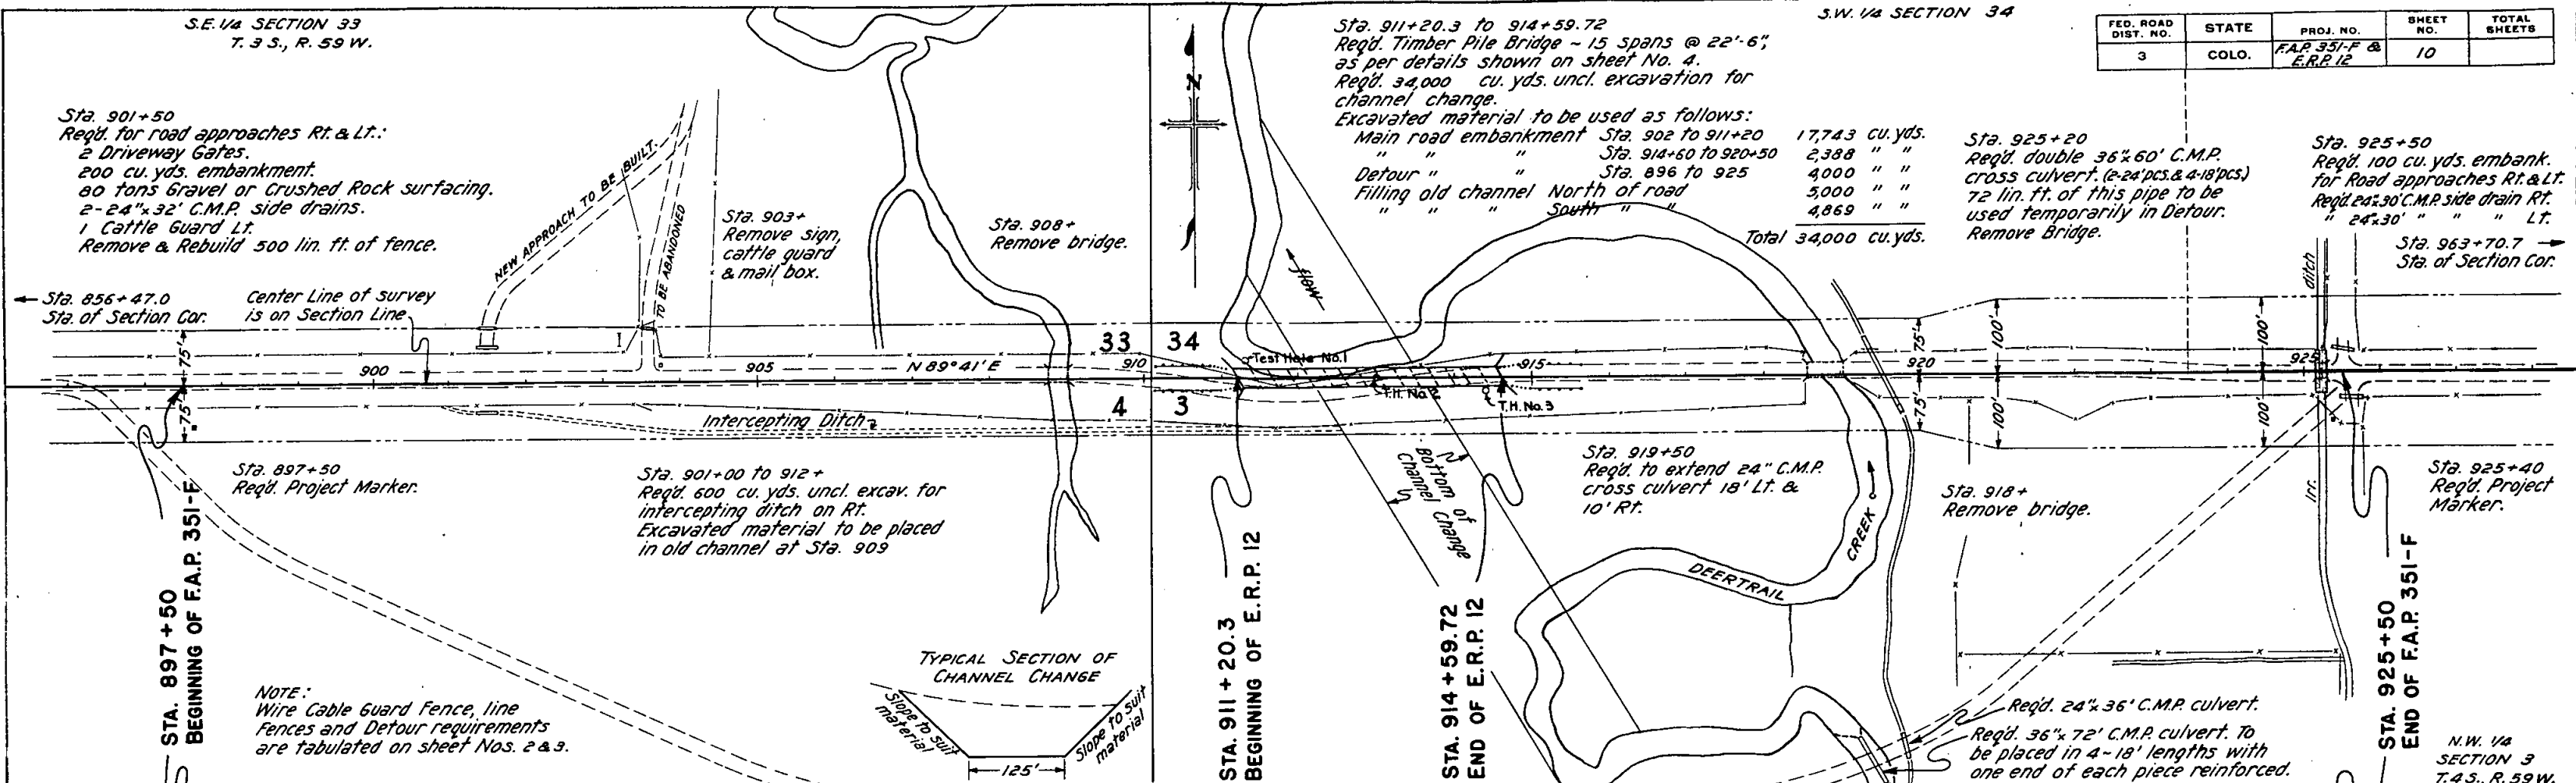 S.E. 1/4 SECTION 33
T. 3 S., R. 59 W.
S.W. 1/4 SECTION 34
FED. ROAD DIST. NO.
STATE
PROJ. NO.
SHEET NO.
TOTAL SHEETS
3
COLO.
F.A.P. 351-F &
E.R.P. 12
10
Sta. 901+50
Req'd. for road approaches Rt. & Lt.:
2 Driveway Gates.
200 cu. yds. embankment.
80 tons Gravel or Crushed Rock surfacing.
2-24"x32' C.M.P. side drains.
1 Cattle Guard Lt.
Remove & Rebuild 500 lin. ft. of fence.
NEW APPROACH TO BE BUILT.
TO BE ABANDONED
Sta. 903+
Remove sign,
cattle guard
& mail box.
Sta. 908+
Remove bridge.
N
Sta. 911+20.3 to 914+59.72
Req'd. Timber Pile Bridge ~ 15 spans @ 22'-6",
as per details shown on sheet No. 4.
Req'd. 34,000 cu. yds. uncl. excavation for
channel change.
Excavated material to be used as follows:
Main road embankment Sta. 902 to 911+20 17,743 cu. yds.
" " " Sta. 914+60 to 920+50 2,388 " "
Detour " " Sta. 896 to 925 4,000 " "
Filling old channel North of road 5,000 " "
" " " South " " 4,869 " "
Total 34,000 cu. yds.
Sta. 925+20
Req'd. double 36"x60' C.M.P.
cross culvert. (2-24'pcs. & 4-18'pcs.)
72 lin. ft. of this pipe to be
used temporarily in Detour.
Remove Bridge.
Sta. 925+50
Req'd. 100 cu. yds. embank.
for Road approaches Rt. & Lt.
Req'd. 24"x30' C.M.P. side drain Rt.
" 24"x30' " " " Lt.
Sta. 963+70.7
Sta. of Section Cor.
Sta. 856+47.0
Sta. of Section Cor.
Center Line of survey
is on Section Line
flow
ditch
33
34
75'
75'
900
905
N 89°41' E
910
Test Hole No. 1
915
75'
920
100'
100'
925
4
3
T.H. No. 2
T.H. No. 3
75'
100'
100'
Intercepting Ditch
Sta. 897+50
Req'd. Project Marker.
Sta. 901+00 to 912+
Req'd. 600 cu. yds. uncl. excav. for
intercepting ditch on Rt.
Excavated material to be placed
in old channel at Sta. 909
Bottom of
Channel Change
Sta. 919+50
Req'd. to extend 24" C.M.P.
cross culvert 18' Lt. &
10' Rt.
CREEK
DEERTRAIL
Sta. 918+
Remove bridge.
Irr.
Sta. 925+40
Req'd. Project
Marker.
STA. 897+50
BEGINNING OF F.A.P. 351-F
STA. 911+20.3
BEGINNING OF E.R.P. 12
STA. 914+59.72
END OF E.R.P. 12
STA. 925+50
END OF F.A.P. 351-F
NOTE:
Wire Cable Guard Fence, line
Fences and Detour requirements
are tabulated on sheet Nos. 2 & 3.
TYPICAL SECTION OF
CHANNEL CHANGE
Slope to suit
material
Slope to suit
material
125'
Req'd. 24"x36' C.M.P. culvert.
Req'd. 36"x72' C.M.P. culvert. To
be placed in 4~18' lengths with
one end of each piece reinforced.
N.W. 1/4
SECTION 3
T. 4 S., R. 59 W.